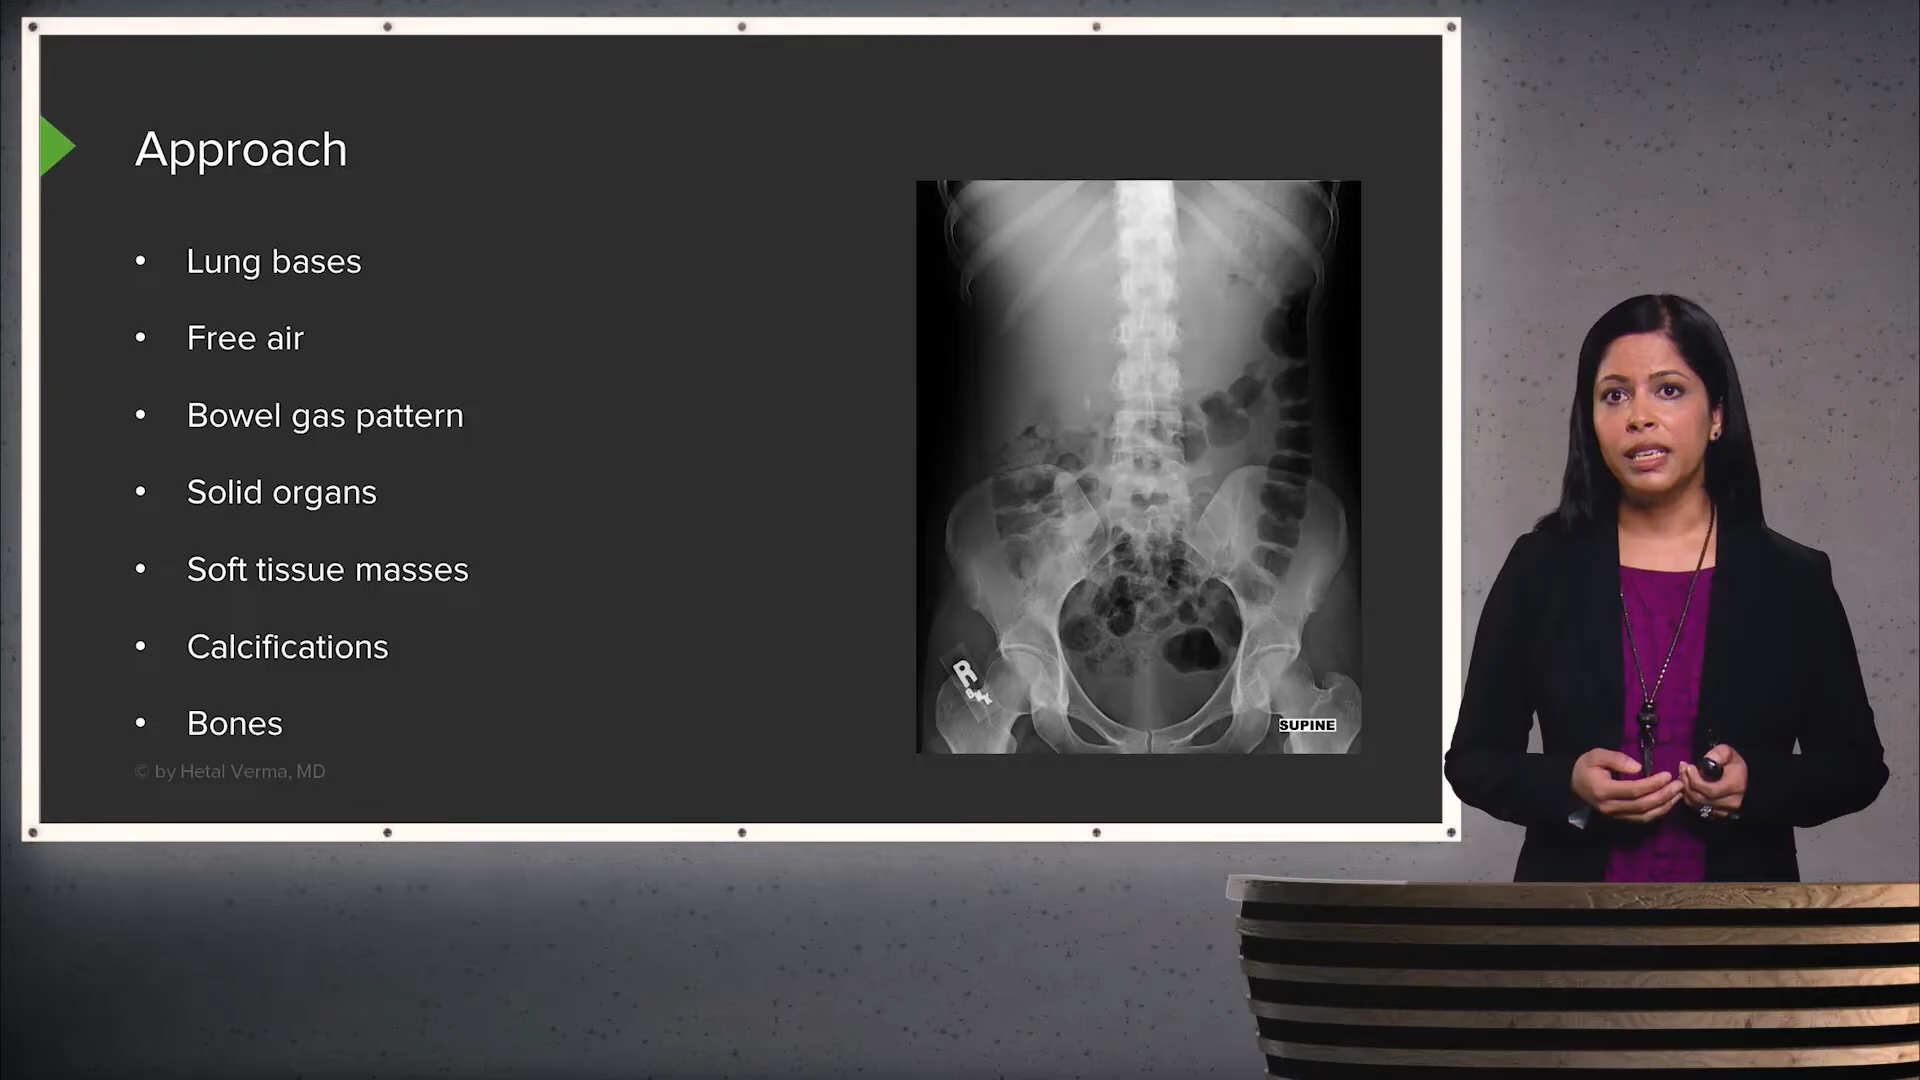 Approach
• Lung bases
• Free air
• Bowel gas pattern
• Solid organs
• Soft tissue masses
• Calcifications
• Bones
© by Hetal Verma, MD
R
SUPINE